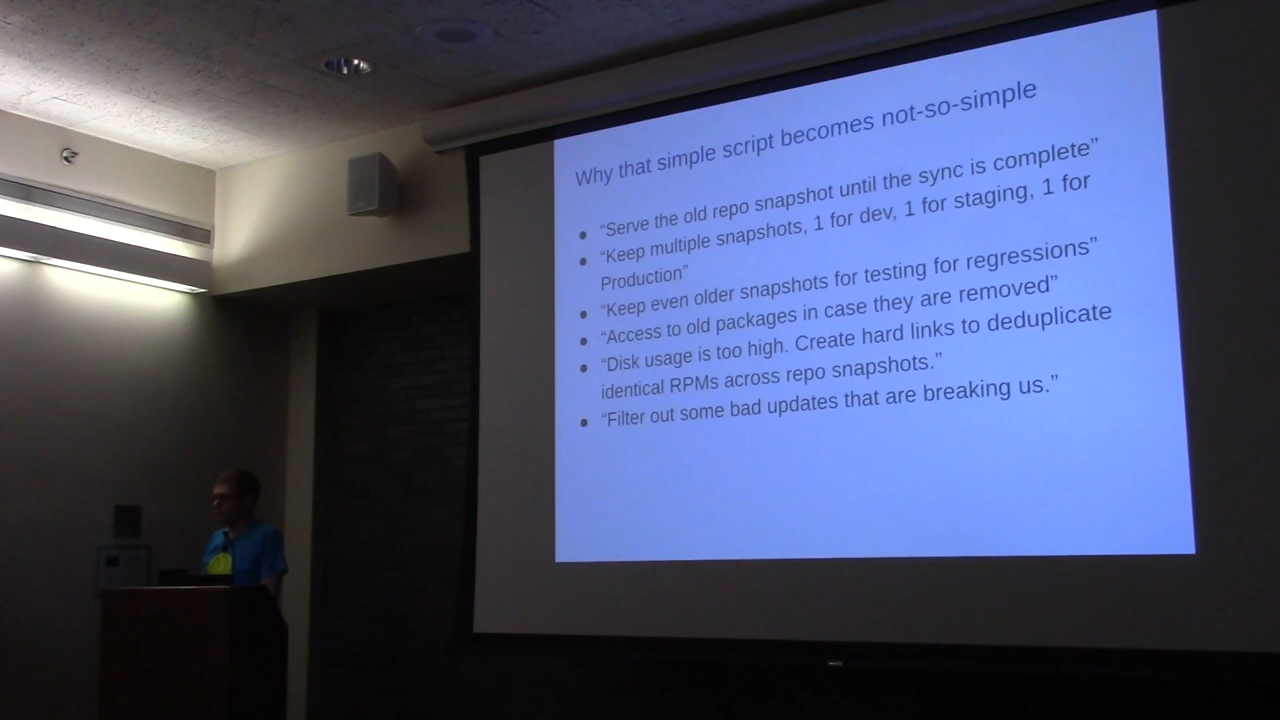 Why that simple script becomes not-so-simple
● “Serve the old repo snapshot until the sync is complete”
● “Keep multiple snapshots, 1 for dev, 1 for staging, 1 for
Production”
● “Keep even older snapshots for testing for regressions”
● “Access to old packages in case they are removed”
● “Disk usage is too high. Create hard links to deduplicate
identical RPMs across repo snapshots.”
● “Filter out some bad updates that are breaking us.”